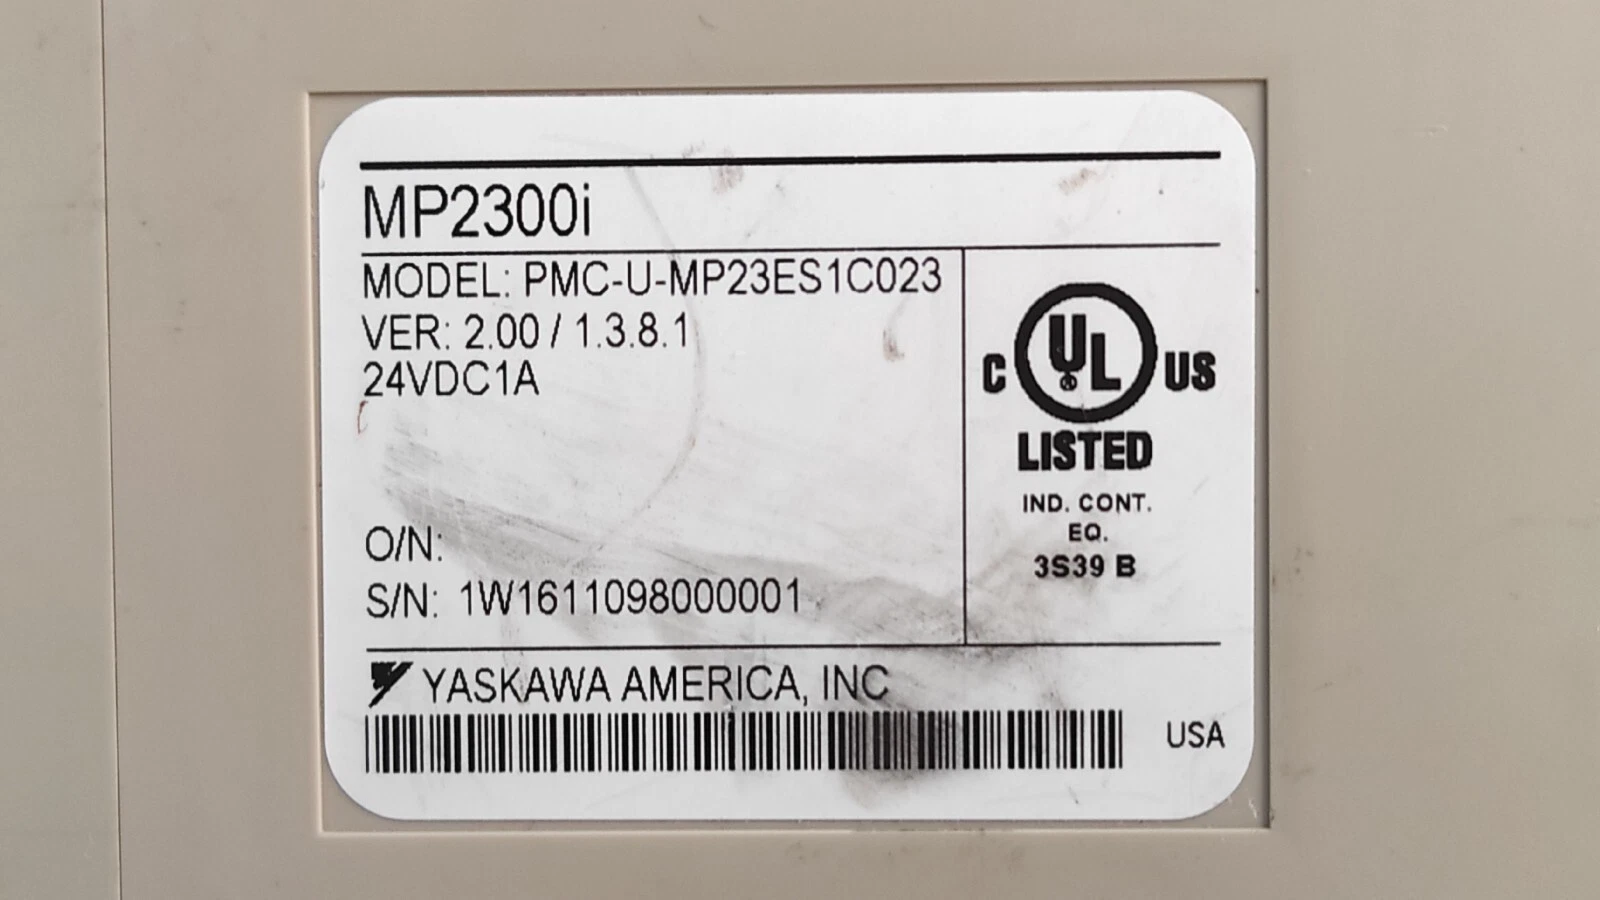 MP2300i
MODEL: PMC-U-MP23ES1C023
VER: 2.00 / 1.3.8.1
24VDC1A
C UL US
LISTED
IND. CONT.
EQ.
3S39 B
O/N:
S/N: 1W1611098000001
YASKAWA AMERICA, INC
USA